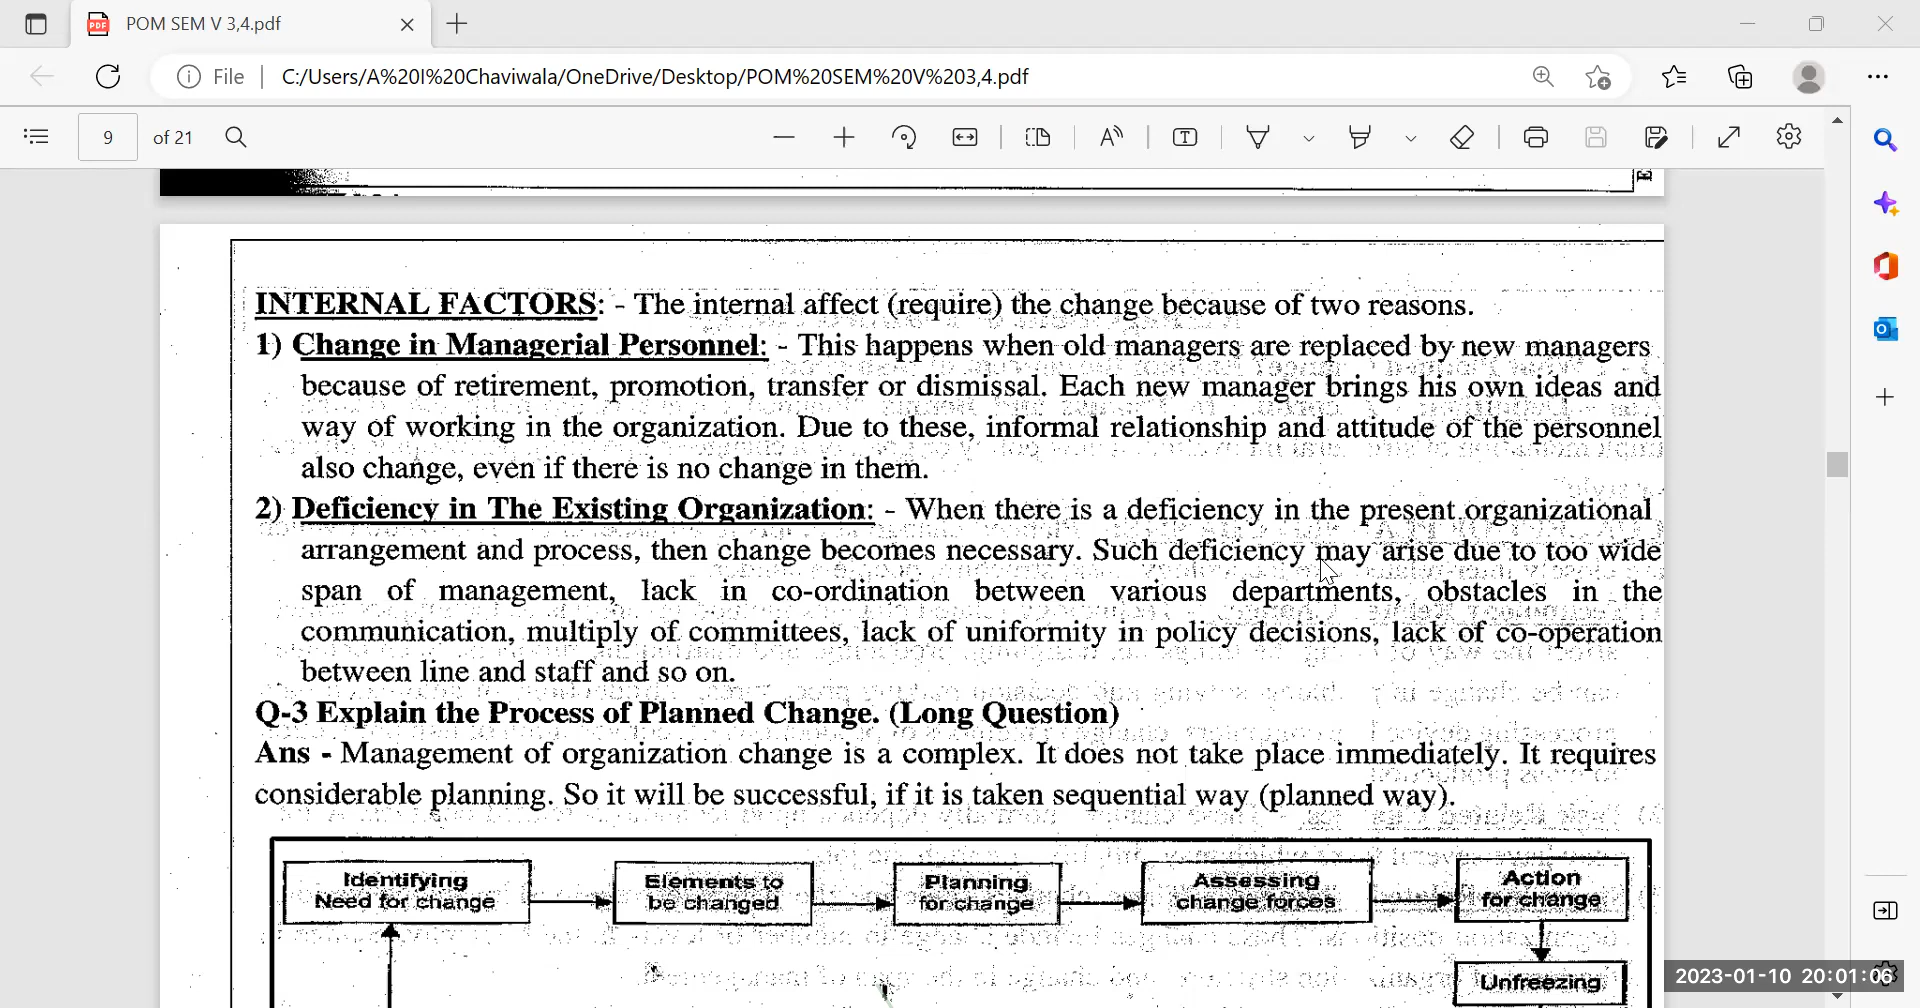 POM SEM V 3,4.pdf
File
C:/Users/A%20I%20Chaviwala/OneDrive/Desktop/POM%20SEM%20V%203,4.pdf
9 of 21
INTERNAL FACTORS: - The internal affect (require) the change because of two reasons.
1) Change in Managerial Personnel: - This happens when old managers are replaced by new managers
because of retirement, promotion, transfer or dismissal. Each new manager brings his own ideas and
way of working in the organization. Due to these, informal relationship and attitude of the personnel
also change, even if there is no change in them.
2) Deficiency in The Existing Organization: - When there is a deficiency in the present organizational
arrangement and process, then change becomes necessary. Such deficiency may arise due to too wide
span of management, lack in co-ordination between various departments, obstacles in the
communication, multiply of committees, lack of uniformity in policy decisions, lack of co-operation
between line and staff and so on.
Q-3 Explain the Process of Planned Change. (Long Question)
Ans - Management of organization change is a complex. It does not take place immediately. It requires
considerable planning. So it will be successful, if it is taken sequential way (planned way).
Identifying
Need for change
Elements to
be changed
Planning
for change
Assessing
change forces
Action
for change
Unfreezing
2023-01-10 20:01:06